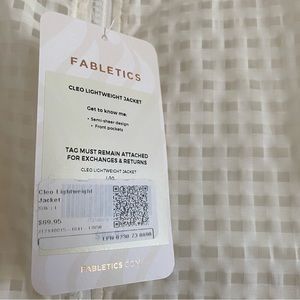 FABLETICS
CLEO LIGHTWEIGHT JACKET
Get to know me.
• Semi-sheer design
• Front pockets
TAG MUST REMAIN ATTACHED
FOR EXCHANGES & RETURNS
CLEO LIGHTWEIGHT JACKET
Cleo Lightweight
Jacket
$69.95
FABLETICS.COM